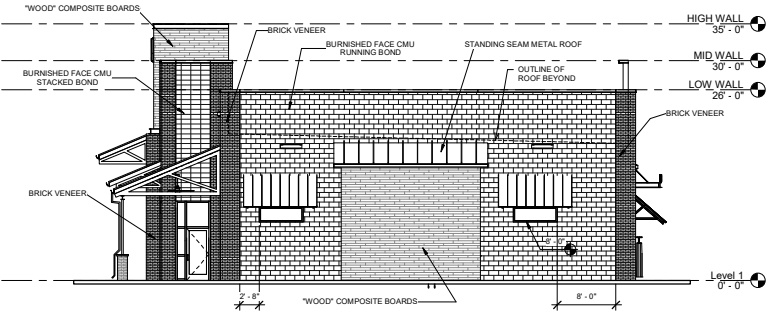 "WOOD" COMPOSITE BOARDS
HIGH WALL
35' - 0"
BRICK VENEER
BURNISHED FACE CMU
RUNNING BOND
STANDING SEAM METAL ROOF
MID WALL
30' - 0"
BURNISHED FACE CMU
STACKED BOND
OUTLINE OF
ROOF BEYOND
LOW WALL
26' - 0"
BRICK VENEER
BRICK VENEER
8' - 0"
Level 1
0' - 0"
2' - 8"
"WOOD" COMPOSITE BOARDS
8' - 0"